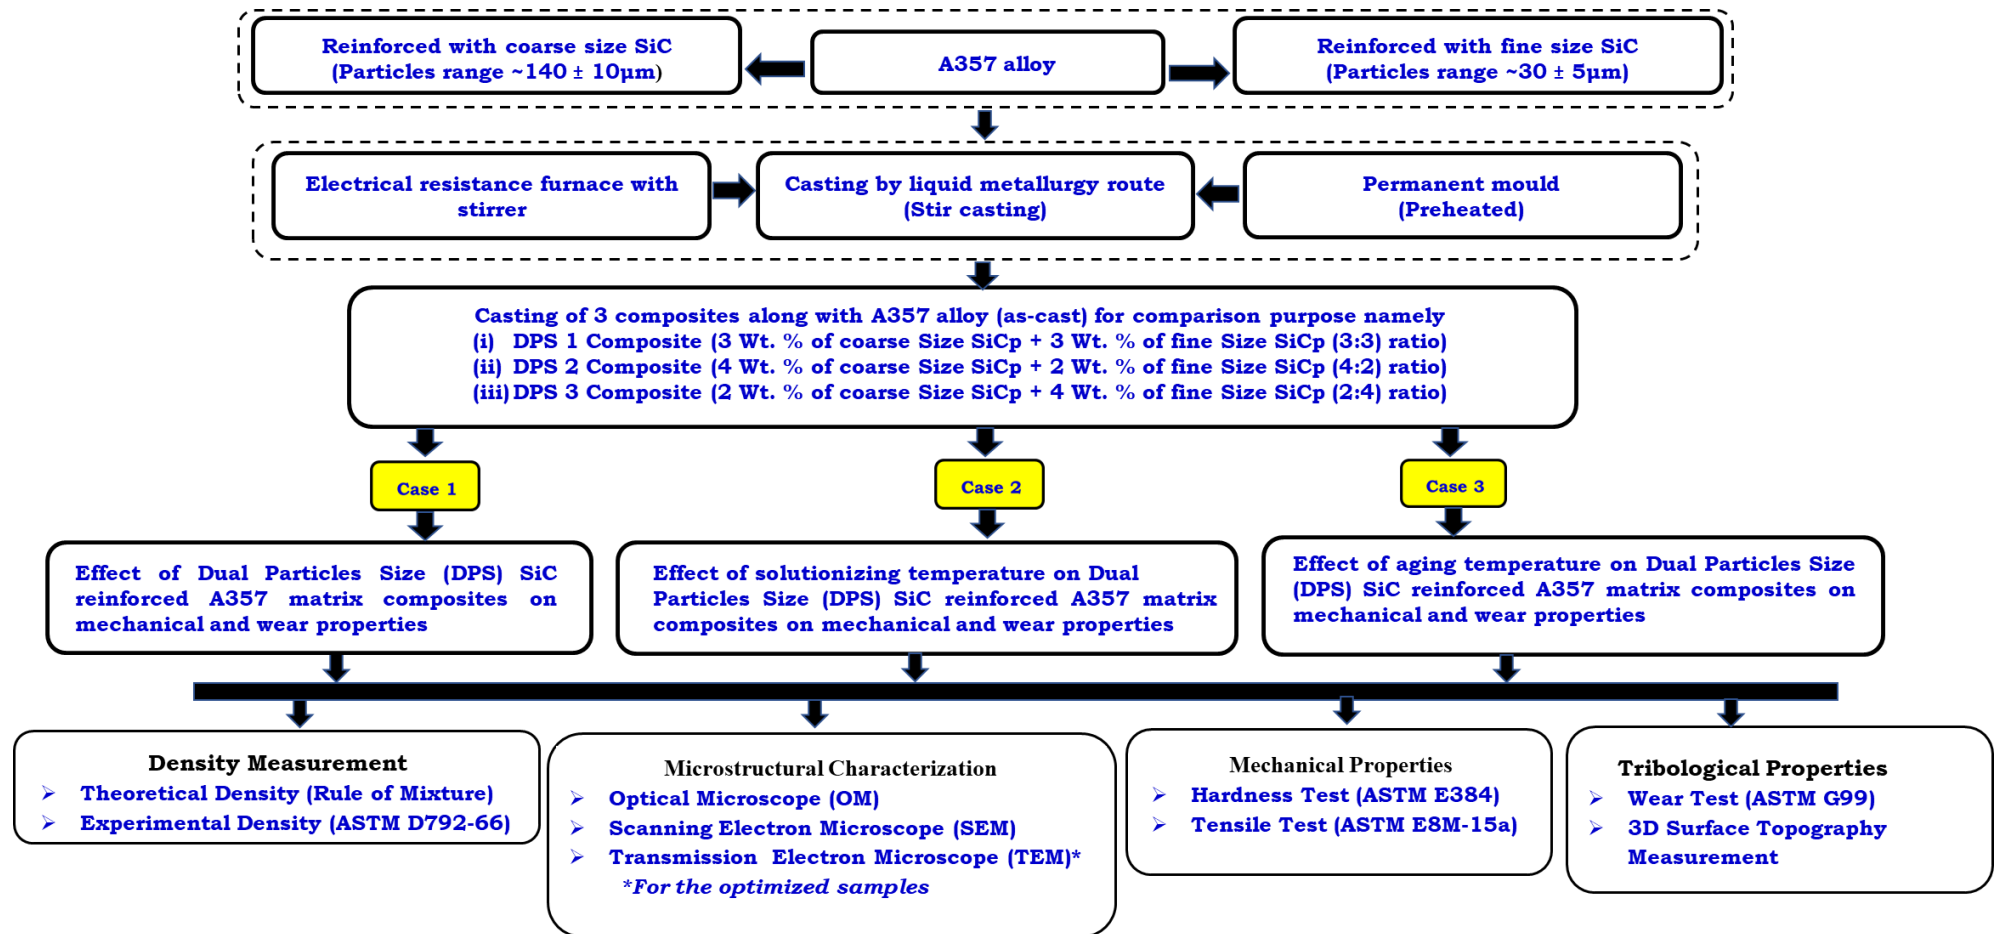 Reinforced with coarse size SiC
(Particles range ~140 ± 10µm)
A357 alloy
Reinforced with fine size SiC
(Particles range ~30 ± 5µm)
Electrical resistance furnace with
stirrer
Casting by liquid metallurgy route
(Stir casting)
Permanent mould
(Preheated)
Casting of 3 composites along with A357 alloy (as-cast) for comparison purpose namely
(i) DPS 1 Composite (3 Wt. % of coarse Size SiCp + 3 Wt. % of fine Size SiCp (3:3) ratio)
(ii) DPS 2 Composite (4 Wt. % of coarse Size SiCp + 2 Wt. % of fine Size SiCp (4:2) ratio)
(iii) DPS 3 Composite (2 Wt. % of coarse Size SiCp + 4 Wt. % of fine Size SiCp (2:4) ratio)
Case 1
Case 2
Case 3
Effect of Dual Particles Size (DPS) SiC
reinforced A357 matrix composites on
mechanical and wear properties
Effect of solutionizing temperature on Dual
Particles Size (DPS) SiC reinforced A357 matrix
composites on mechanical and wear properties
Effect of aging temperature on Dual Particles Size
(DPS) SiC reinforced A357 matrix composites on
mechanical and wear properties
Density Measurement
➢ Theoretical Density (Rule of Mixture)
➢ Experimental Density (ASTM D792-66)
Microstructural Characterization
➢ Optical Microscope (OM)
➢ Scanning Electron Microscope (SEM)
➢ Transmission Electron Microscope (TEM)*
*For the optimized samples
Mechanical Properties
➢ Hardness Test (ASTM E384)
➢ Tensile Test (ASTM E8M-15a)
Tribological Properties
➢ Wear Test (ASTM G99)
➢ 3D Surface Topography
Measurement